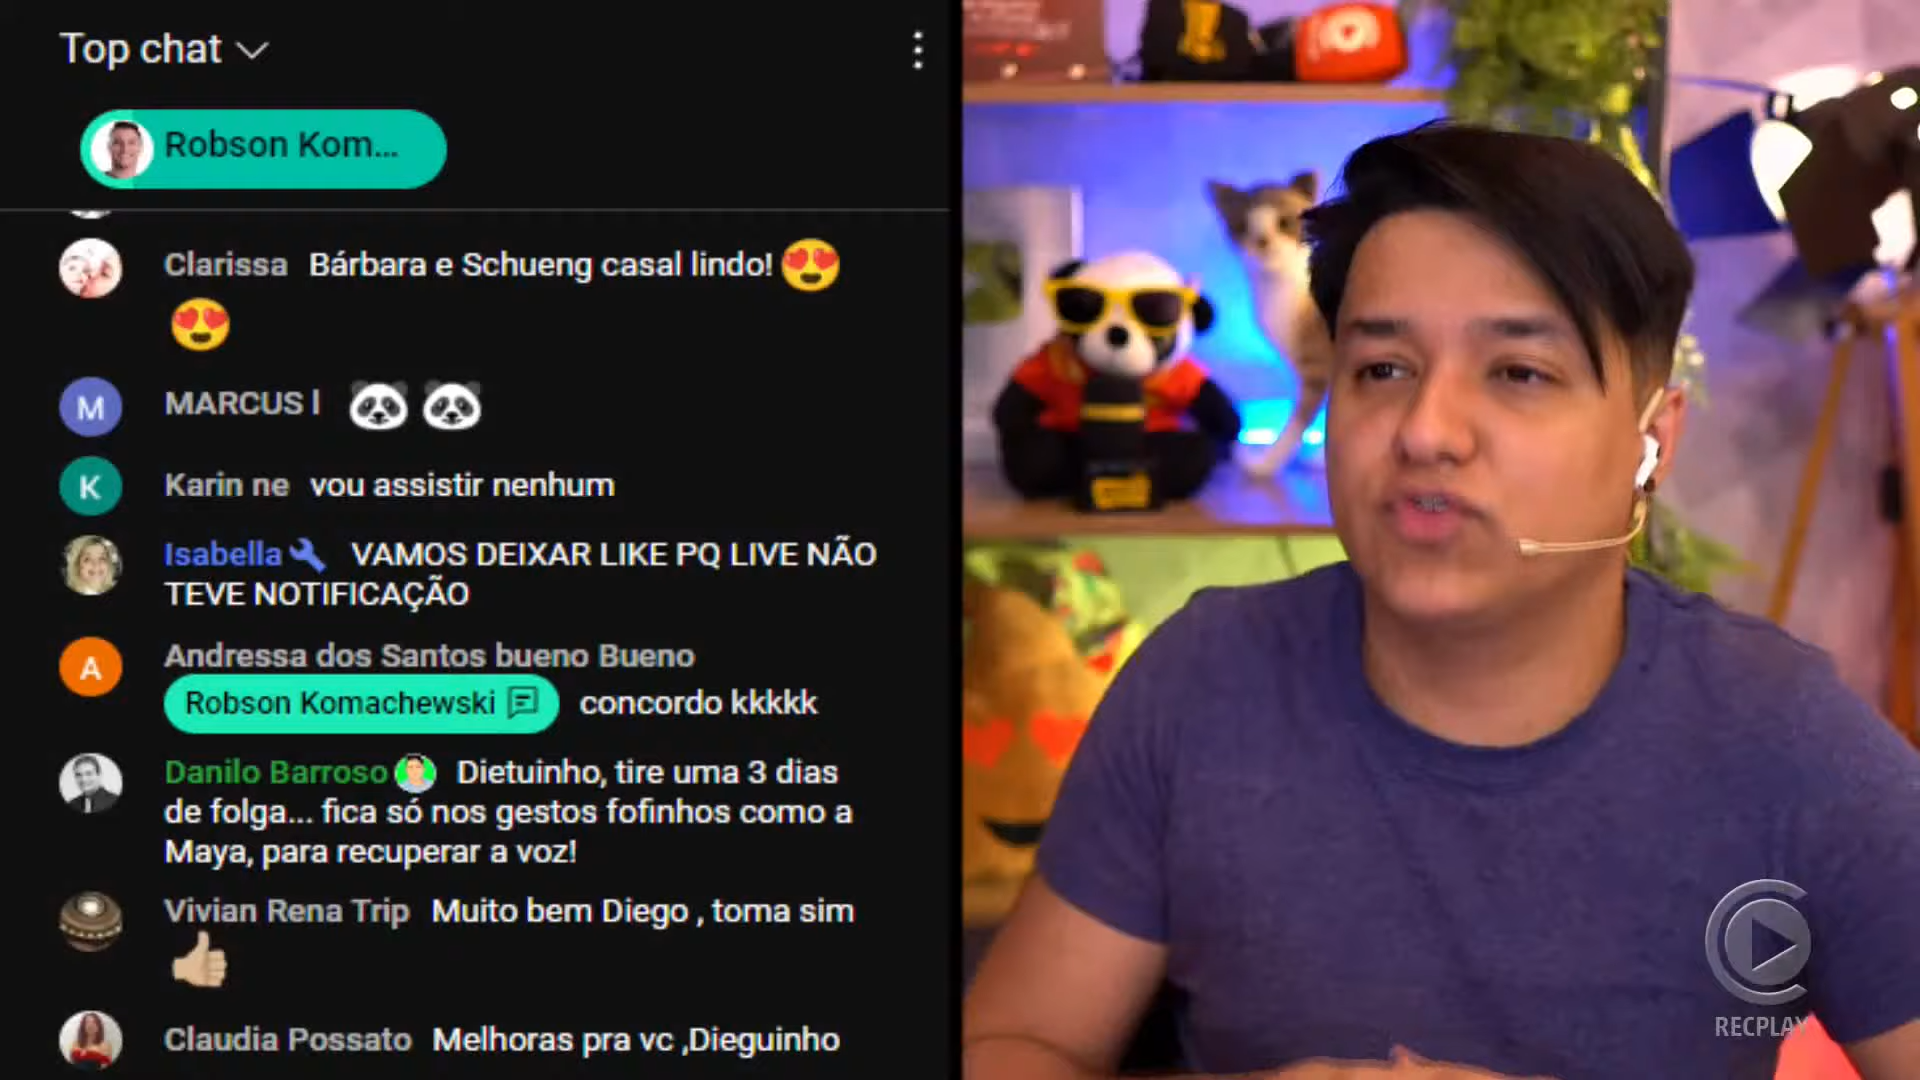 Top chat
Robson Kom...
Clarissa Bárbara e Schueng casal lindo! 😍
😍
MARCUS l 🐼 🐼
Karin ne vou assistir nenhum
Isabella VAMOS DEIXAR LIKE PQ LIVE NÃO
TEVE NOTIFICAÇÃO
Andressa dos Santos bueno Bueno
Robson Komachewski concordo kkkkk
Danilo Barroso Dietuinho, tire uma 3 dias
de folga... fica só nos gestos fofinhos como a
Maya, para recuperar a voz!
Vivian Rena Trip Muito bem Diego , toma sim
👍🏼
Claudia Possato Melhoras pra vc ,Dieguinho
M
K
A
RECPLAY